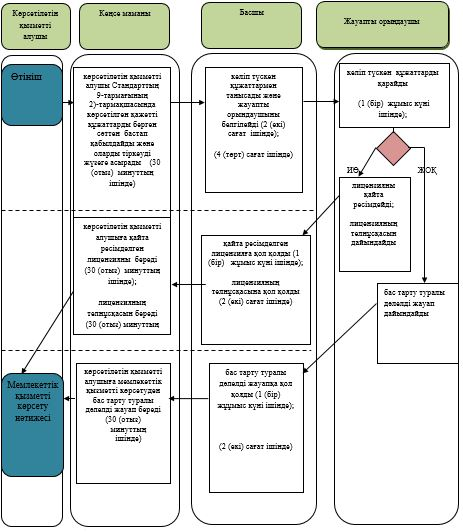 Көрсетілетін
қызметті
алушы
Кеңсе маманы
Басшы
Жауапты орындаушы
Өтініш
көрсетілетін қызметті
алушы Стандарттың
9-тармағының
2)-тармақшасында
көрсетілген қажетті
құжаттарды берген
сәттен бастап
қабылдайды және
оларды тіркеуді
жүзеге асырады (30
(отыз) минуттың
ішінде)
келіп түскен
құжаттармен
танысады және
жауапты
орындаушыны
белгілейді (2 (екі)
сағат ішінде);
(4 (төрт) сағат ішінде)
келіп түскен құжаттарды
қарайды
(1 (бір) жұмыс күні
ішінде);
ИӘ
ЖОҚ
лицензияны
қайта
ресімдейді;
лицензияның
телнұсқасын
дайындайды
көрсетілетін қызметті
алушыға қайта
ресімделген
лицензияны береді
(30 (отыз) минуттың
ішінде);
лицензияның
телнұсқасын береді
(30 (отыз) минуттың
қайта ресімделген
лицензияға қол қояды (1
(бір) жұмыс күні ішінде);
лицензияның
телнұсқасына қол қояды
(2 (екі) сағат ішінде)
бас тарту туралы
дәлелді жауап
дайындайды
Мемлекеттік
қызметті
көрсету
нәтижесі
көрсетілетін қызметті
алушыға мемлекеттік
қызметті көрсетуден
бас тарту туралы
дәлелді жауап береді
(30 (отыз)
минуттың
ішінде)
бас тарту туралы
дәлелді жауапқа қол
қояды (1 (бір)
жұұмыс күні ішінде);
(2 (екі) сағат ішінде)